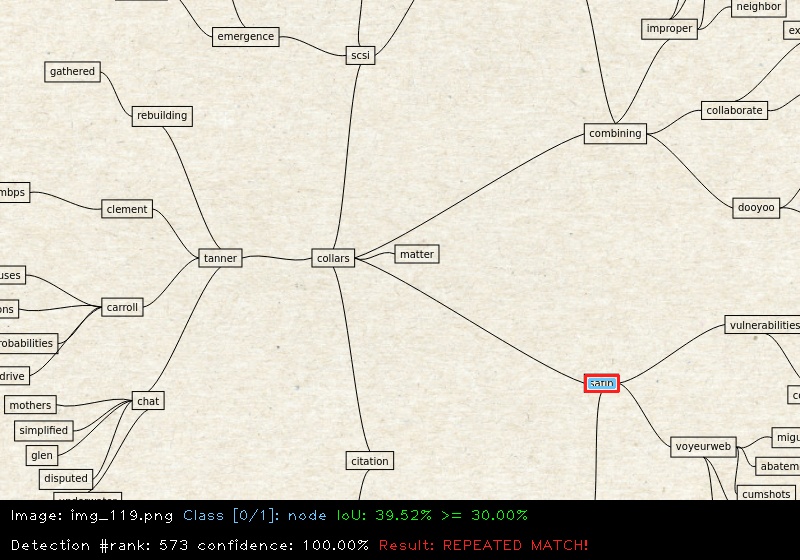 neighbor
improper
emergence
scsi
gathered
rebuilding
collaborate
combining
mbps
clement
dooyoo
tanner
collars
matter
uses
carroll
ons
vulnerabilities
robabilities
drive
satin
chat
mothers
simplified
voyeurweb
glen
citation
abatem
disputed
cumshots
Image: img_119.png Class [0/1]: node IoU: 39.52% >= 30.00%
Detection #rank: 573 confidence: 100.00% Result: REPEATED MATCH!